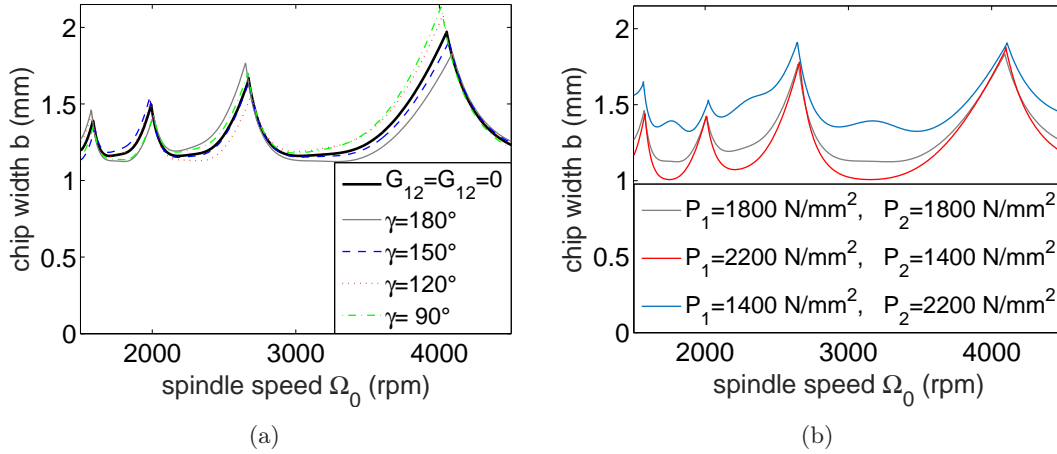 2
1.5
1
0.5
0
chip width b (mm)
G12=G12=0
γ=180°
γ=150°
γ=120°
γ= 90°
2000 3000 4000
spindle speed Ω0 (rpm)
(a)
2
1.5
1
0.5
0
chip width b (mm)
P1=1800 N/mm², P2=1800 N/mm²
P1=2200 N/mm², P2=1400 N/mm²
P1=1400 N/mm², P2=2200 N/mm²
2000 3000 4000
spindle speed Ω0 (rpm)
(b)